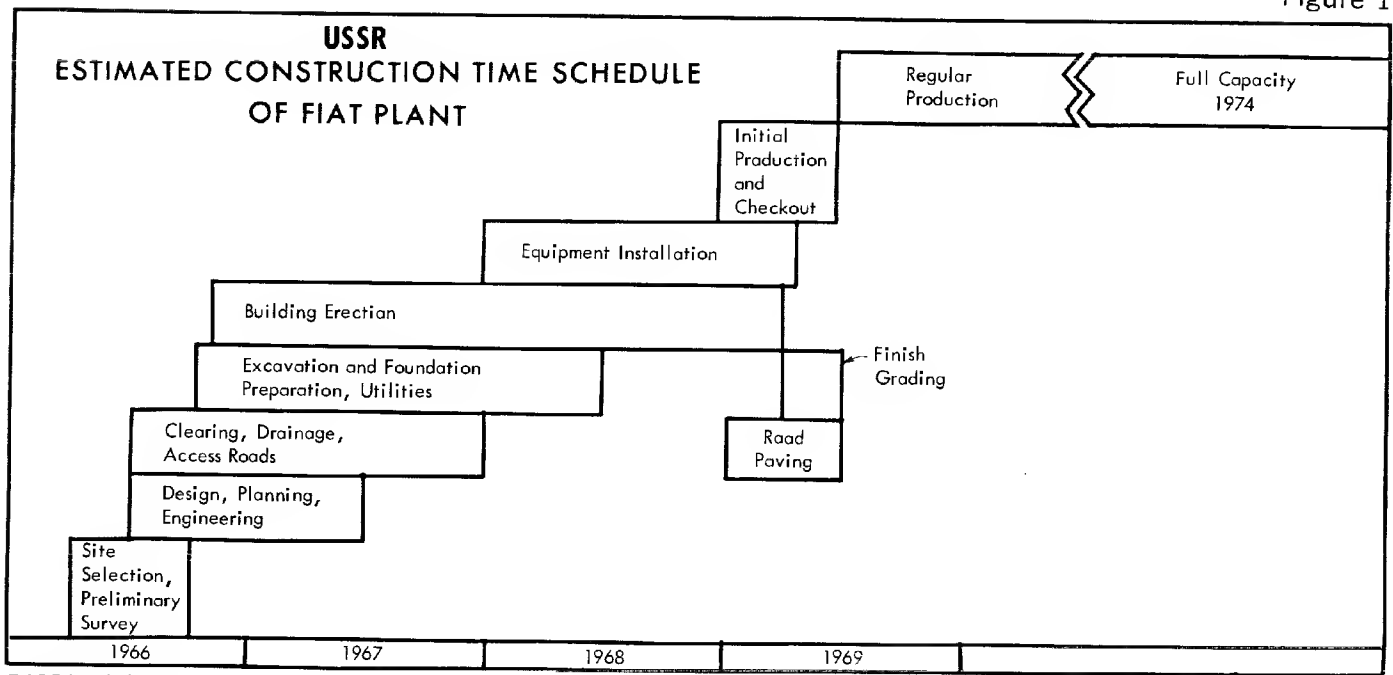 Figure 1
USSR
ESTIMATED CONSTRUCTION TIME SCHEDULE
OF FIAT PLANT
Regular
Production
Full Capacity
1974
Initial
Production
and
Checkout
Equipment Installation
Building Erection
Excavation and Foundation
Preparation, Utilities
Finish
Grading
Clearing, Drainage,
Access Roads
Raad
Paving
Design, Planning,
Engineering
Site
Selection,
Preliminary
Survey
1966
1967
1968
1969